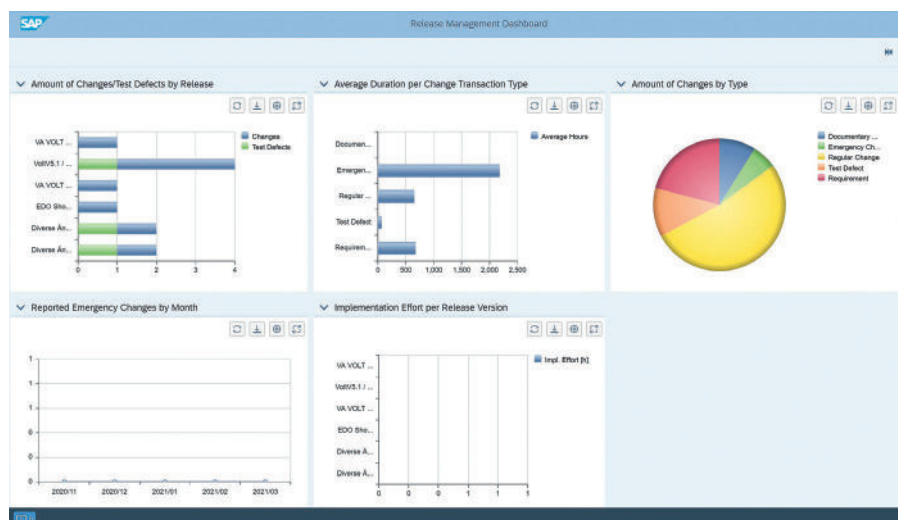 SAP
Release Management Dashboard
Amount of Changes/Test Defects by Release
VA VOLT ...
VoltV5.1 / ...
VA VOLT ...
EDO Sho...
Diverse Än...
Diverse Än...
0 1 2 3 4
Changes
Test Defects
Average Duration per Change Transaction Type
Documen...
Emergen...
Regular ...
Test Defect
Requirem...
0 500 1,000 1,500 2,000 2,500
Average Hours
Amount of Changes by Type
Documentary ...
Emergency Ch...
Regular Change
Test Defect
Requirement
Reported Emergency Changes by Month
1
1
1
0
0
0
2020/11 2020/12 2021/01 2021/02 2021/03
Implementation Effort per Release Version
VA VOLT ...
VoltV5.1 / ...
VA VOLT ...
EDO Sho...
Diverse Ä...
Diverse Ä...
0 0 0 1 1 1
Impl. Effort [h]